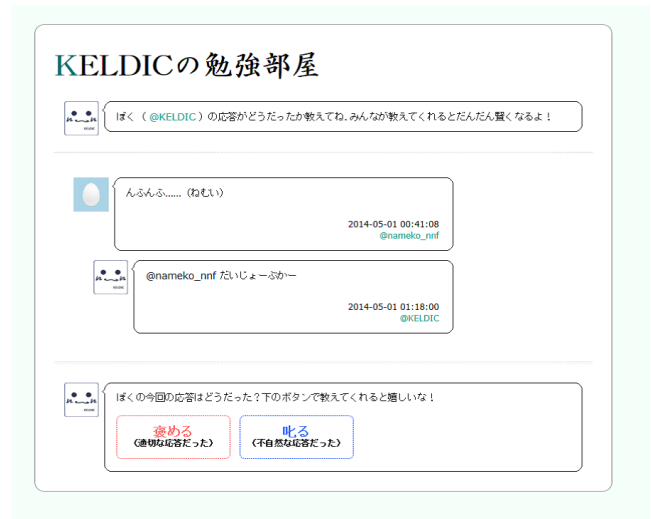 KELDICの勉強部屋
ぼく （ @KELDIC ）の応答がどうだったか教えてね。みんなが教えてくれるとだんだん賢くなるよ！
んふんふ......（ねむい）
2014-05-01 00:41:08
@nameko_nnf
@nameko_nnf だいじょーぶかー
2014-05-01 01:18:00
@KELDIC
ぼくの今回の応答はどうだった？下のボタンで教えてくれると嬉しいな！
褒める
（適切な応答だった）
叱る
（不自然な応答だった）